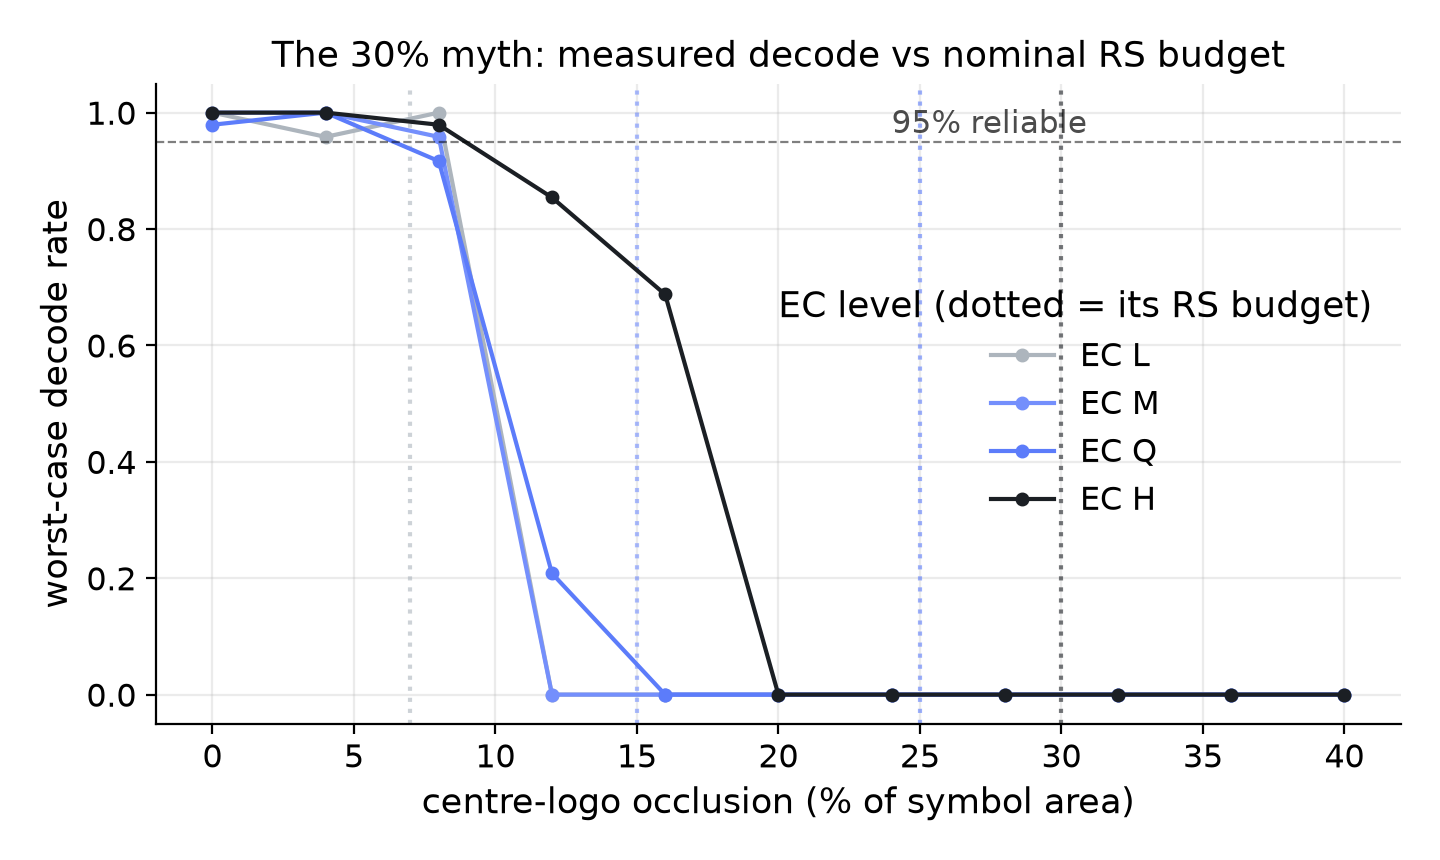 The 30% myth: measured decode vs nominal RS budget
1.0
0.8
0.6
0.4
0.2
0.0
worst-case decode rate
95% reliable
EC level (dotted = its RS budget)
EC L
EC M
EC Q
EC H
0 5 10 15 20 25 30 35 40
centre-logo occlusion (% of symbol area)